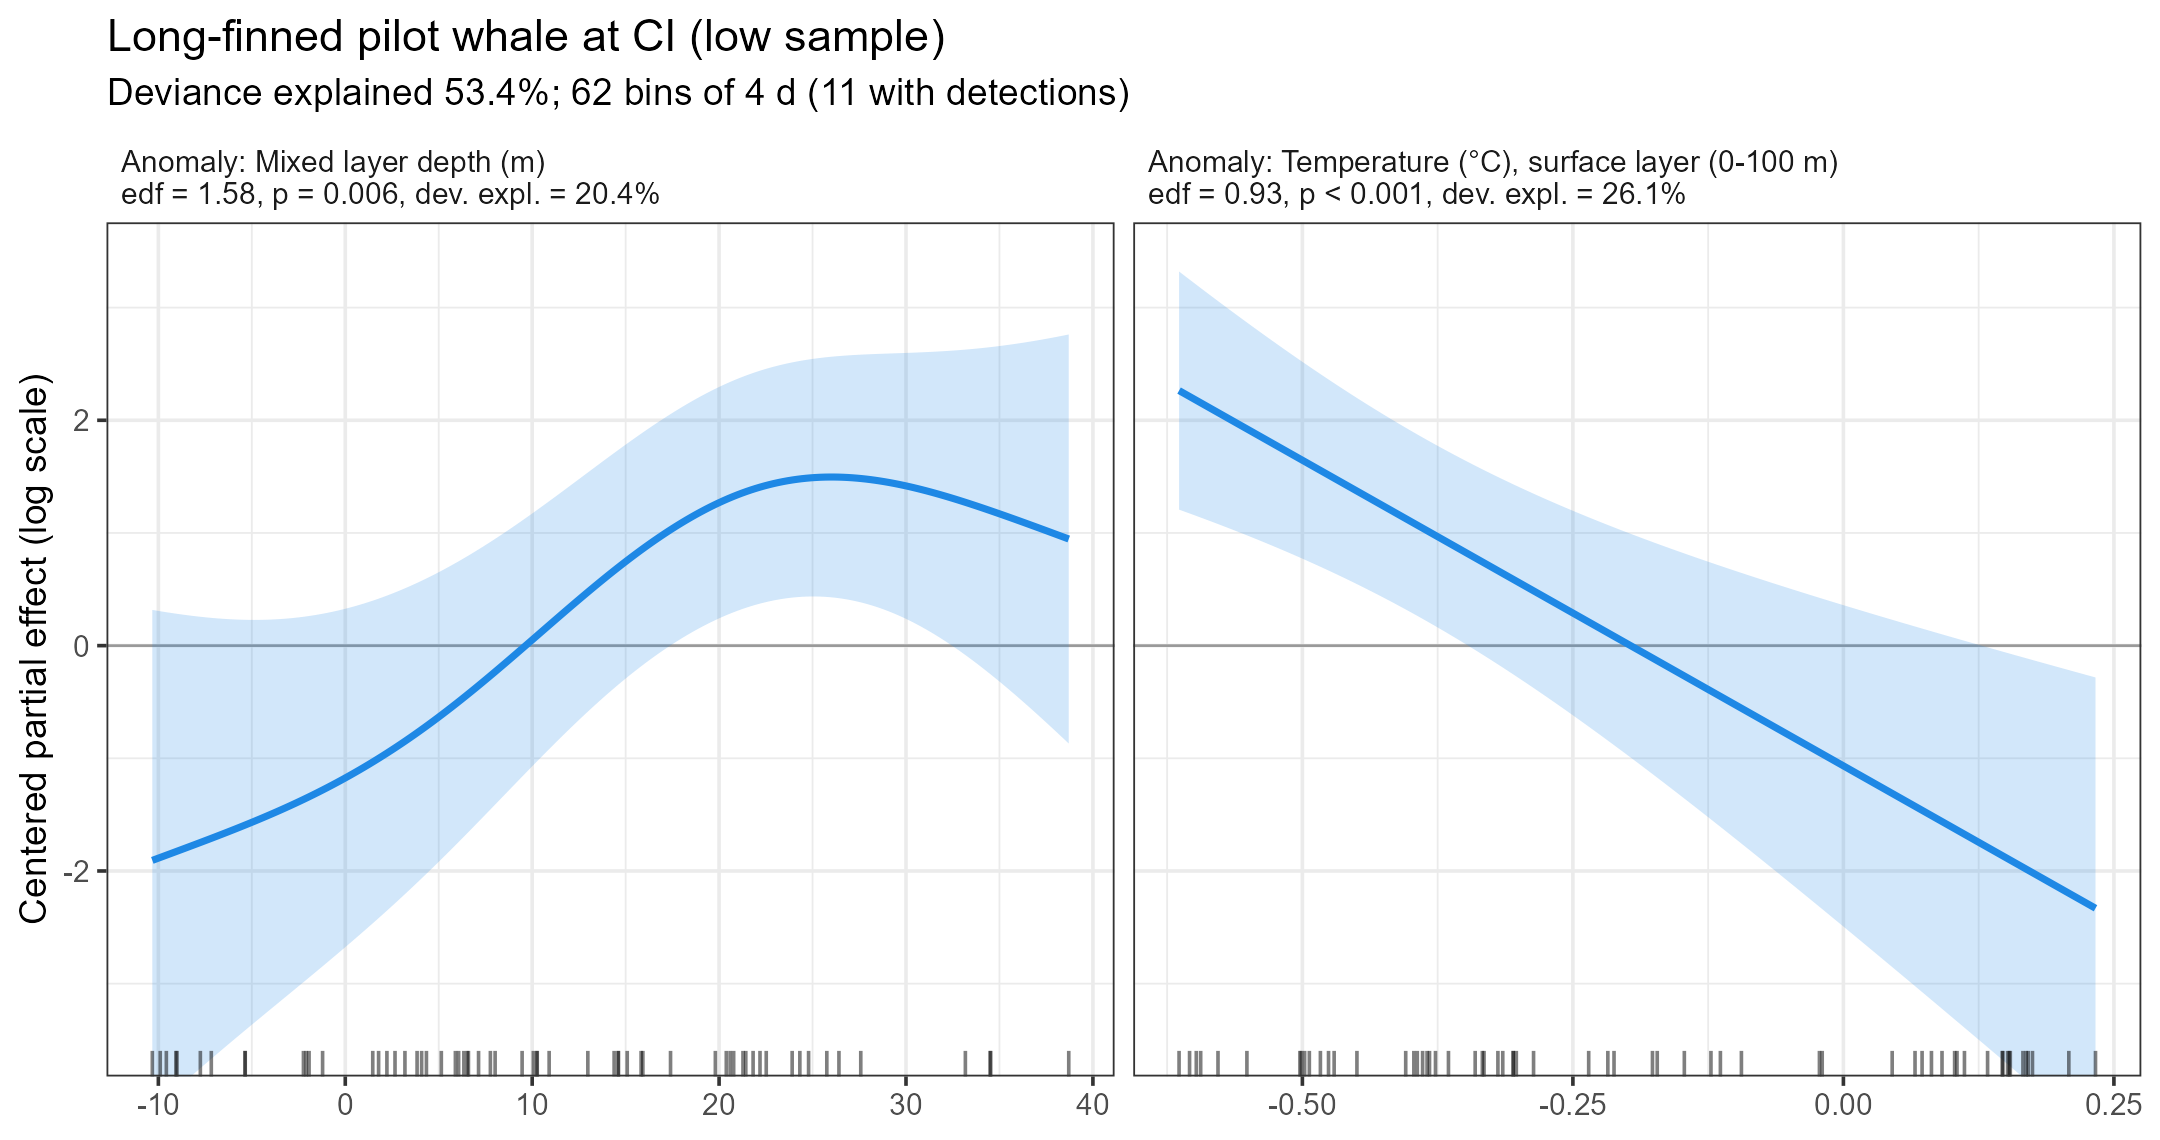 Long-finned pilot whale at CI (low sample)
Deviance explained 53.4%; 62 bins of 4 d (11 with detections)
Anomaly: Mixed layer depth (m)
edf = 1.58, p = 0.006, dev. expl. = 20.4%
Anomaly: Temperature (°C), surface layer (0-100 m)
edf = 0.93, p < 0.001, dev. expl. = 26.1%
Centered partial effect (log scale)
2
0
-2
-10 0 10 20 30 40
-0.50 -0.25 0.00 0.25